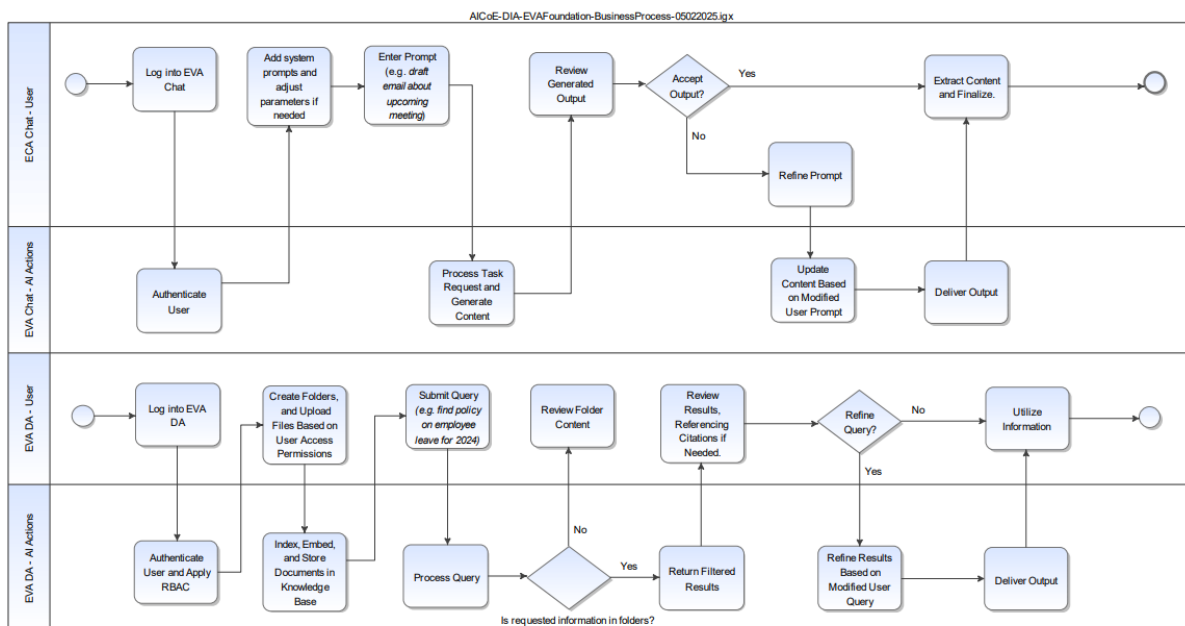 AICoE-DIA-EVAFoundation-BusinessProcess-05022025.igx
ECA Chat - User
Log into EVA
Chat
Add system
prompts and
adjust
parameters if
needed
Enter Prompt
(e.g. draft
email about
upcoming
meeting)
Review
Generated
Output
Accept
Output?
Yes
No
Extract Content
and Finalize.
Refine Prompt
EVA Chat - AI Actions
Authenticate
User
Process Task
Request and
Generate
Content
Update
Content Based
on Modified
User Prompt
Deliver Output
EVA DA - User
Log into EVA
DA
Create Folders,
and Upload
Files Based on
User Access
Permissions
Submit Query
(e.g. find policy
on employee
leave for 2024)
Review Folder
Content
Review
Results,
Referencing
Citations if
Needed.
Refine
Query?
No
Yes
Utilize
Information
EVA DA - AI Actions
Authenticate
User and Apply
RBAC
Index, Embed,
and Store
Documents in
Knowledge
Base
Process Query
No
Yes
Is requested information in folders?
Return Filtered
Results
Refine Results
Based on
Modified User
Query
Deliver Output